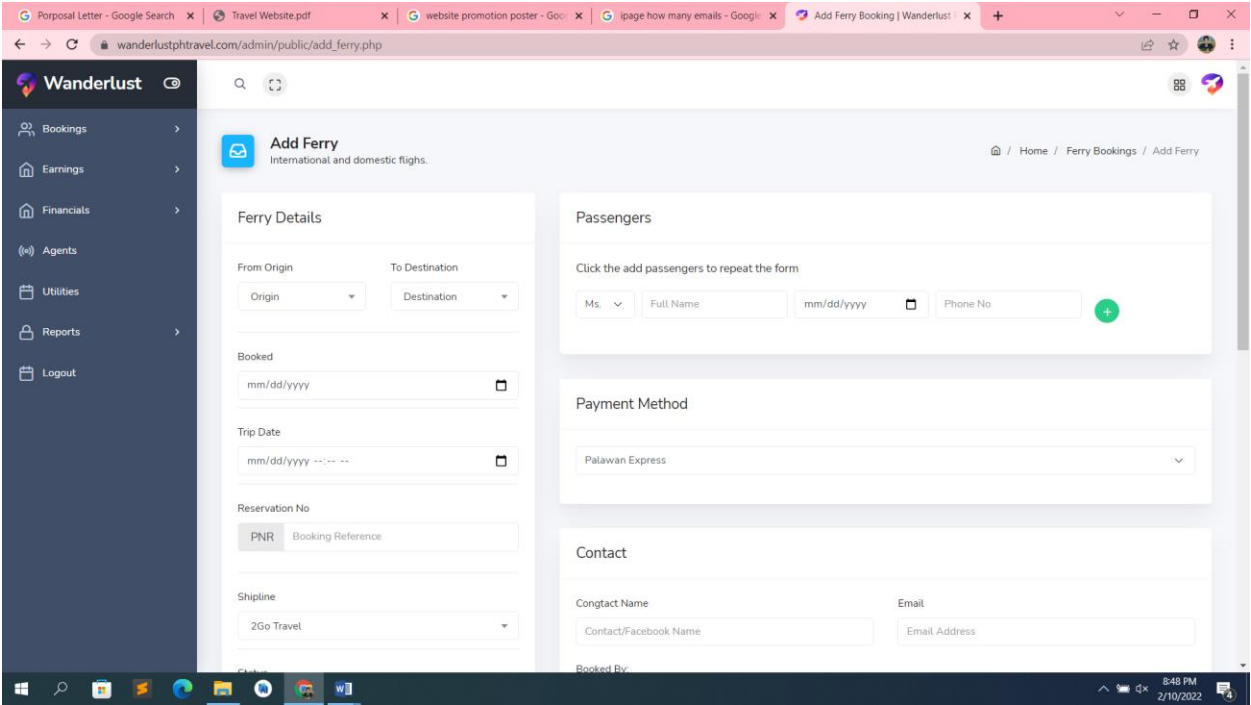 Porposal Letter - Google Search
Travel Website.pdf
website promotion poster - Goo
ipage how many emails - Google
Add Ferry Booking | Wanderlust
wanderlustphtravel.com/admin/public/add_ferry.php
Wanderlust
Bookings
Earnings
Financials
Agents
Utilities
Reports
Logout
Add Ferry
International and domestic flighs.
/ Home / Ferry Bookings / Add Ferry
Ferry Details
From Origin To Destination
Origin Destination
Booked
mm/dd/yyyy
Trip Date
mm/dd/yyyy --:-- --
Reservation No
PNR Booking Reference
Shipline
2Go Travel
Status
Passengers
Click the add passengers to repeat the form
Ms. Full Name mm/dd/yyyy Phone No
Payment Method
Palawan Express
Contact
Congtact Name Email
Contact/Facebook Name Email Address
Booked By:
8:48 PM
2/10/2022
4